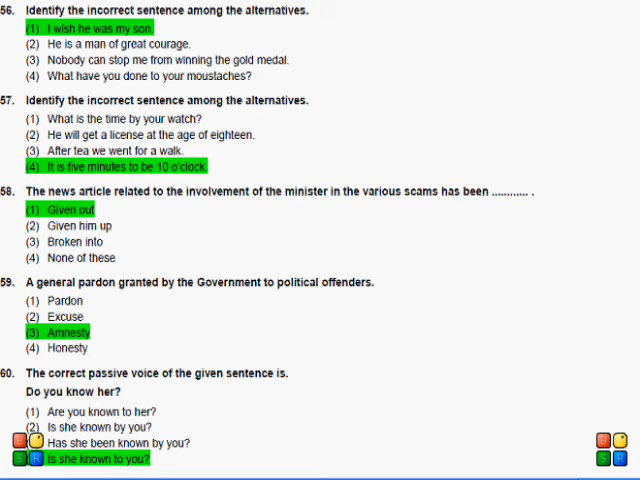 56. Identify the incorrect sentence among the alternatives.
(1) I wish he was my son.
(2) He is a man of great courage.
(3) Nobody can stop me from winning the gold medal.
(4) What have you done to your moustaches?
57. Identify the incorrect sentence among the alternatives.
(1) What is the time by your watch?
(2) He will get a license at the age of eighteen.
(3) After tea we went for a walk.
(4) It is five minutes to be 10 o'clock.
58. The news article related to the involvement of the minister in the various scams has been ............ .
(1) Given out
(2) Given him up
(3) Broken into
(4) None of these
59. A general pardon granted by the Government to political offenders.
(1) Pardon
(2) Excuse
(3) Amnesty
(4) Honesty
60. The correct passive voice of the given sentence is.
Do you know her?
(1) Are you known to her?
(2) Is she known by you?
Has she been known by you?
Is she known to you?
B
S R
B
S R